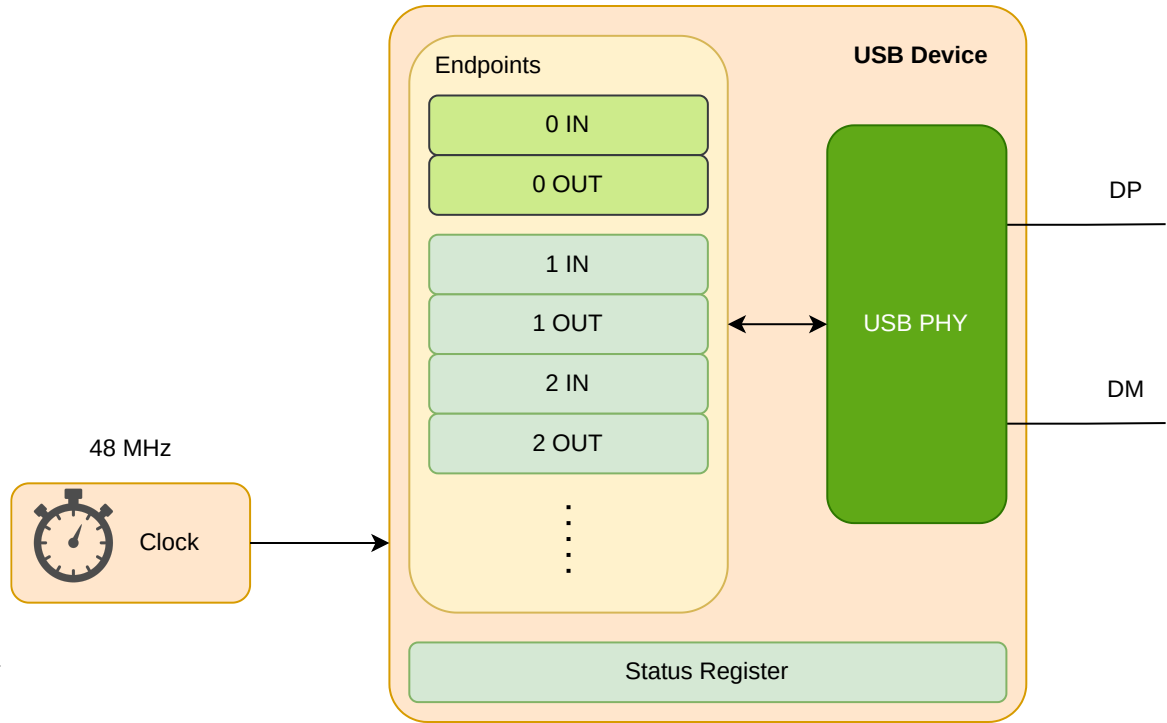 USB Device
Endpoints
0 IN
0 OUT
1 IN
1 OUT
2 IN
2 OUT
USB PHY
DP
DM
48 MHz
Clock
Status Register